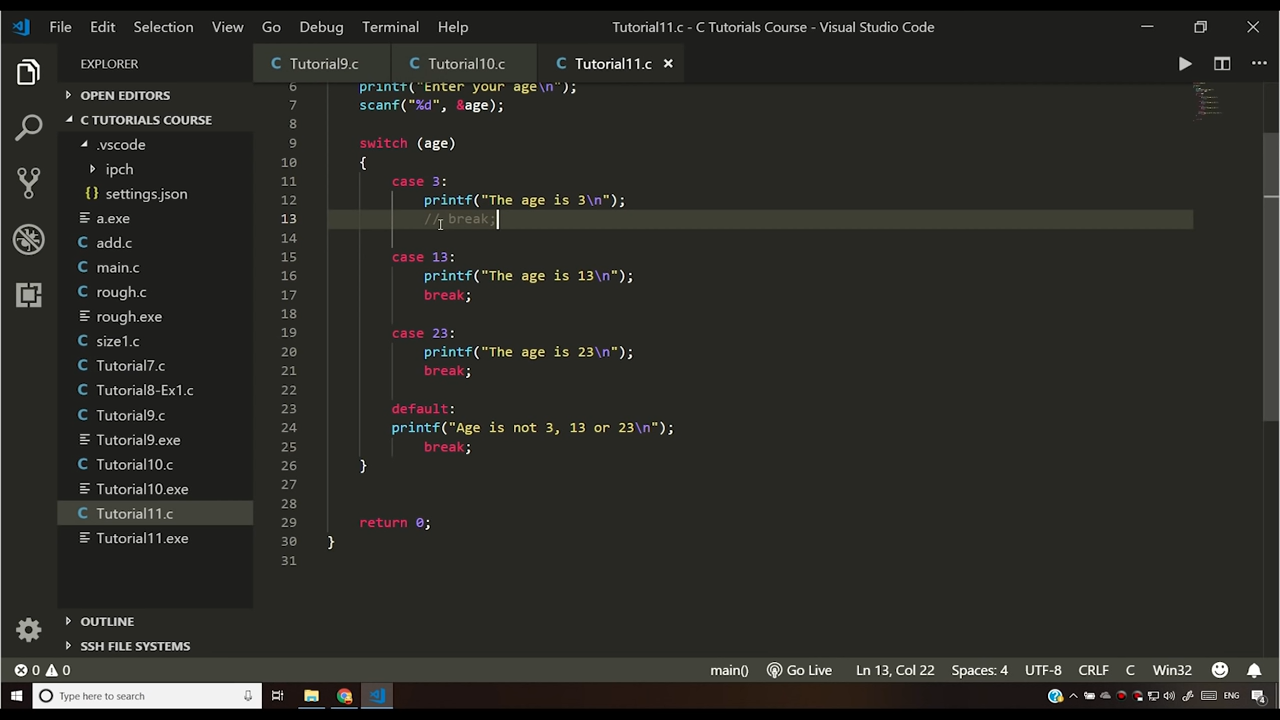 File Edit Selection View Go Debug Terminal Help Tutorial11.c - C Tutorials Course - Visual Studio Code
EXPLORER
OPEN EDITORS
C TUTORIALS COURSE
.vscode
ipch
{} settings.json
a.exe
C add.c
C main.c
C rough.c
rough.exe
C size1.c
C Tutorial7.c
C Tutorial8-Ex1.c
C Tutorial9.c
Tutorial9.exe
C Tutorial10.c
Tutorial10.exe
C Tutorial11.c
Tutorial11.exe
OUTLINE
SSH FILE SYSTEMS
C Tutorial9.c C Tutorial10.c C Tutorial11.c
6 printf("Enter your age\n");
7 scanf("%d", &age);
8
9 switch (age)
10 {
11 case 3:
12 printf("The age is 3\n");
13 // break;
14
15 case 13:
16 printf("The age is 13\n");
17 break;
18
19 case 23:
20 printf("The age is 23\n");
21 break;
22
23 default:
24 printf("Age is not 3, 13 or 23\n");
25 break;
26 }
27
28
29 return 0;
30 }
31
0 0 main() Go Live Ln 13, Col 22 Spaces: 4 UTF-8 CRLF C Win32
Type here to search ENG 4